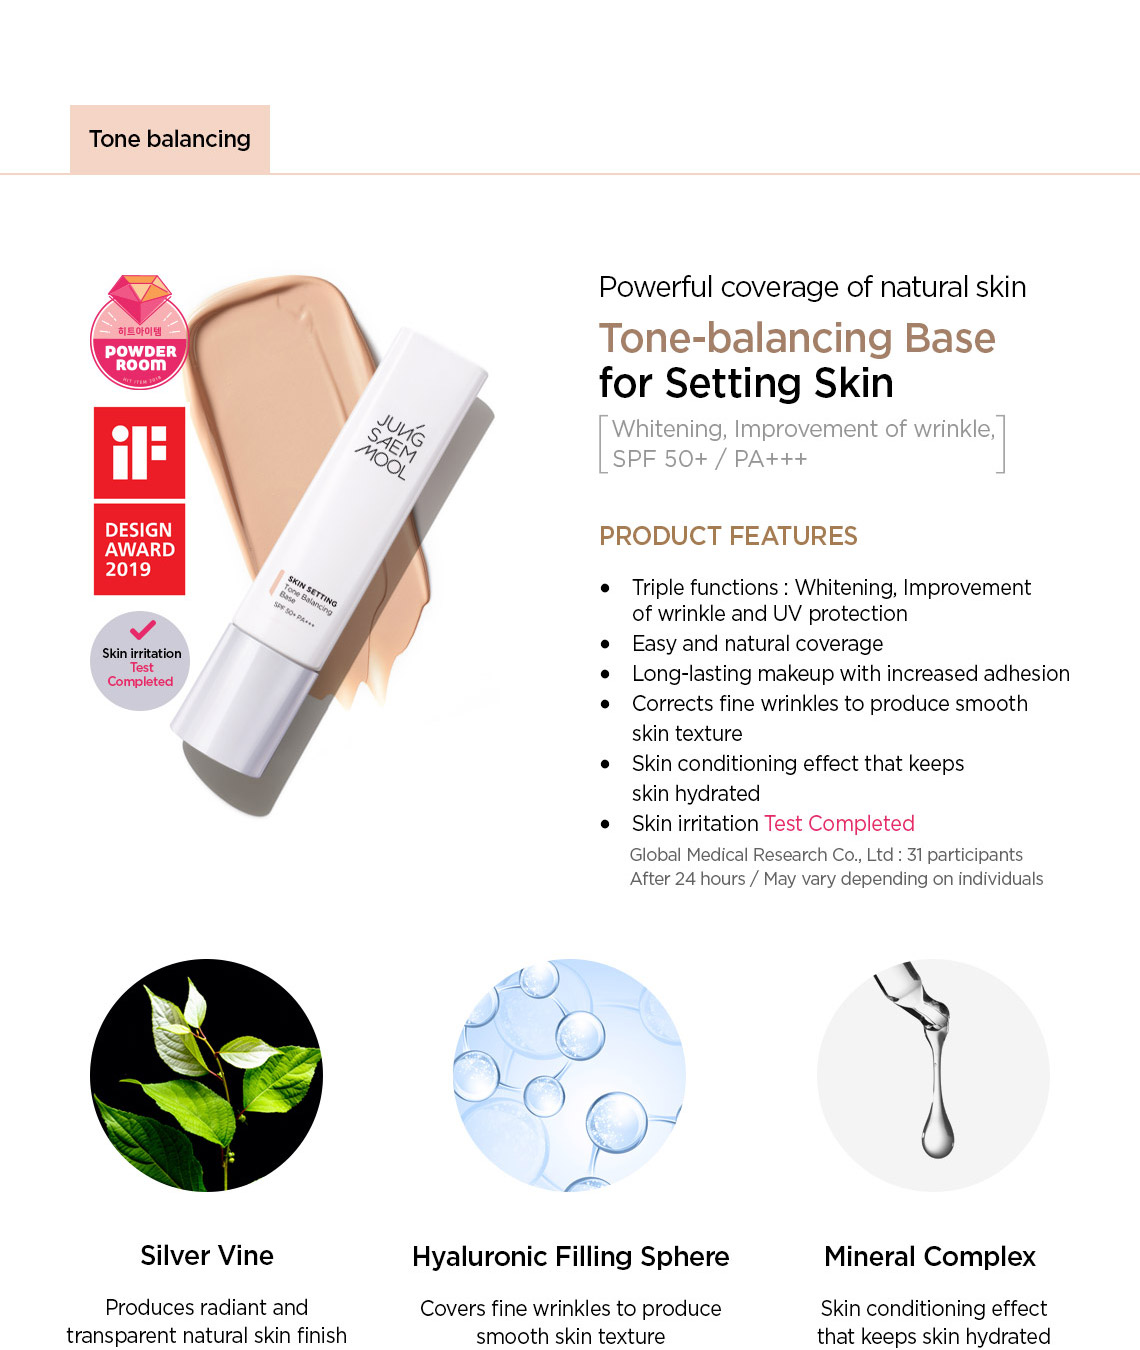 Tone balancing
히트아이템
POWDER
ROOM
HIT ITEM 2018
iF
DESIGN
AWARD
2019
Skin irritation
Test
Completed
JUNG
SAEM
MOOL
SKIN SETTING
Tone Balancing
Base
SPF 50+ PA+++
Powerful coverage of natural skin
Tone-balancing Base
for Setting Skin
[Whitening, Improvement of wrinkle,
SPF 50+ / PA+++]
PRODUCT FEATURES
• Triple functions : Whitening, Improvement
of wrinkle and UV protection
• Easy and natural coverage
• Long-lasting makeup with increased adhesion
• Corrects fine wrinkles to produce smooth
skin texture
• Skin conditioning effect that keeps
skin hydrated
• Skin irritation Test Completed
Global Medical Research Co., Ltd : 31 participants
After 24 hours / May vary depending on individuals
Silver Vine
Produces radiant and
transparent natural skin finish
Hyaluronic Filling Sphere
Covers fine wrinkles to produce
smooth skin texture
Mineral Complex
Skin conditioning effect
that keeps skin hydrated